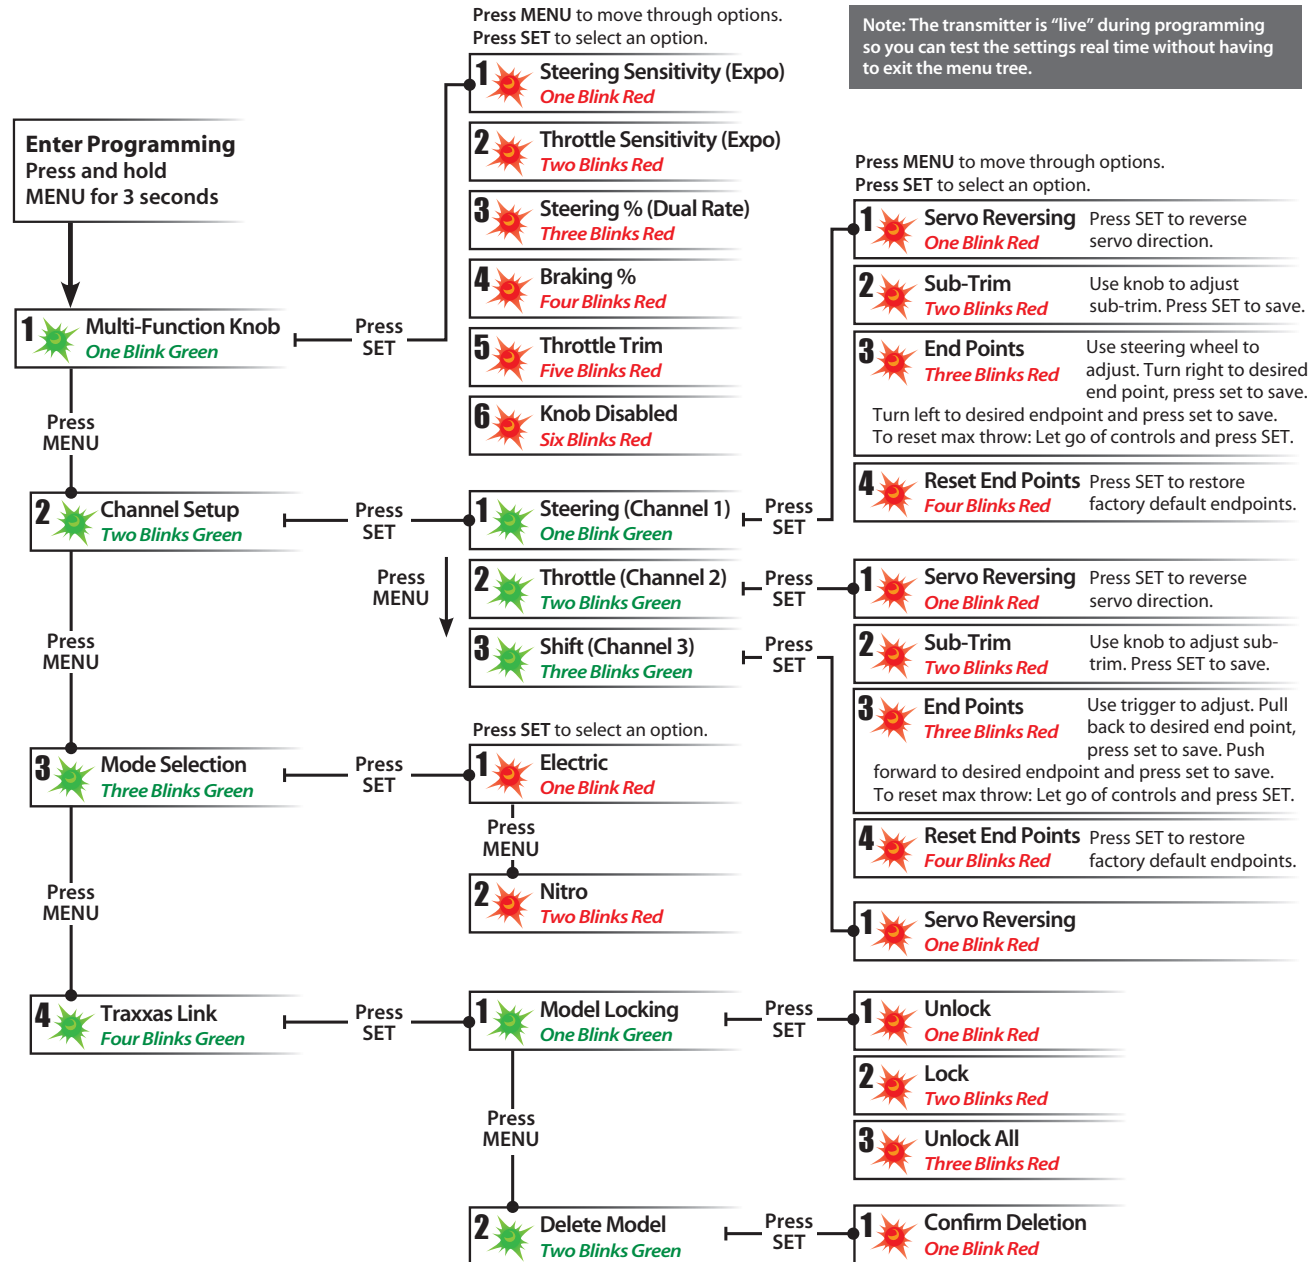 Press MENU to move through options.
Press SET to select an option.
Note: The transmitter is “live” during programming
so you can test the settings real time without having
to exit the menu tree.
Enter Programming
Press and hold
MENU for 3 seconds
1 Multi-Function Knob
One Blink Green
Press
SET
1 Steering Sensitivity (Expo)
One Blink Red
2 Throttle Sensitivity (Expo)
Two Blinks Red
3 Steering % (Dual Rate)
Three Blinks Red
4 Braking %
Four Blinks Red
5 Throttle Trim
Five Blinks Red
6 Knob Disabled
Six Blinks Red
Press
MENU
2 Channel Setup
Two Blinks Green
Press
SET
1 Steering (Channel 1)
One Blink Green
Press
SET
Press
MENU
2 Throttle (Channel 2)
Two Blinks Green
Press
SET
3 Shift (Channel 3)
Three Blinks Green
Press
SET
Press MENU to move through options.
Press SET to select an option.
1 Servo Reversing
One Blink Red
Press SET to reverse
servo direction.
2 Sub-Trim
Two Blinks Red
Use knob to adjust
sub-trim. Press SET to save.
3 End Points
Three Blinks Red
Use steering wheel to
adjust. Turn right to desired
end point, press set to save.
Turn left to desired endpoint and press set to save.
To reset max throw: Let go of controls and press SET.
4 Reset End Points
Four Blinks Red
Press SET to restore
factory default endpoints.
1 Servo Reversing
One Blink Red
Press SET to reverse
servo direction.
2 Sub-Trim
Two Blinks Red
Use knob to adjust sub-
trim. Press SET to save.
3 End Points
Three Blinks Red
Use trigger to adjust. Pull
back to desired end point,
press set to save. Push
forward to desired endpoint and press set to save.
To reset max throw: Let go of controls and press SET.
4 Reset End Points
Four Blinks Red
Press SET to restore
factory default endpoints.
1 Servo Reversing
One Blink Red
Press
MENU
3 Mode Selection
Three Blinks Green
Press
SET
Press SET to select an option.
1 Electric
One Blink Red
Press
MENU
2 Nitro
Two Blinks Red
Press
MENU
4 Traxxas Link
Four Blinks Green
Press
SET
1 Model Locking
One Blink Green
Press
SET
1 Unlock
One Blink Red
2 Lock
Two Blinks Red
3 Unlock All
Three Blinks Red
Press
MENU
2 Delete Model
Two Blinks Green
Press
SET
1 Confirm Deletion
One Blink Red